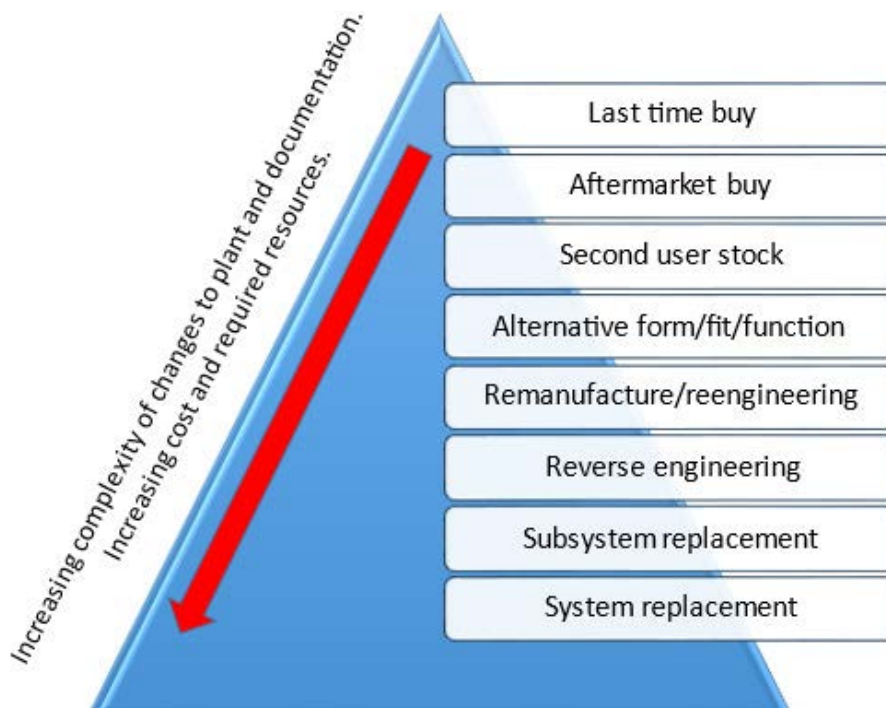 Increasing complexity of changes to plant and documentation.
Increasing cost and required resources.
Last time buy
Aftermarket buy
Second user stock
Alternative form/fit/function
Remanufacture/reengineering
Reverse engineering
Subsystem replacement
System replacement